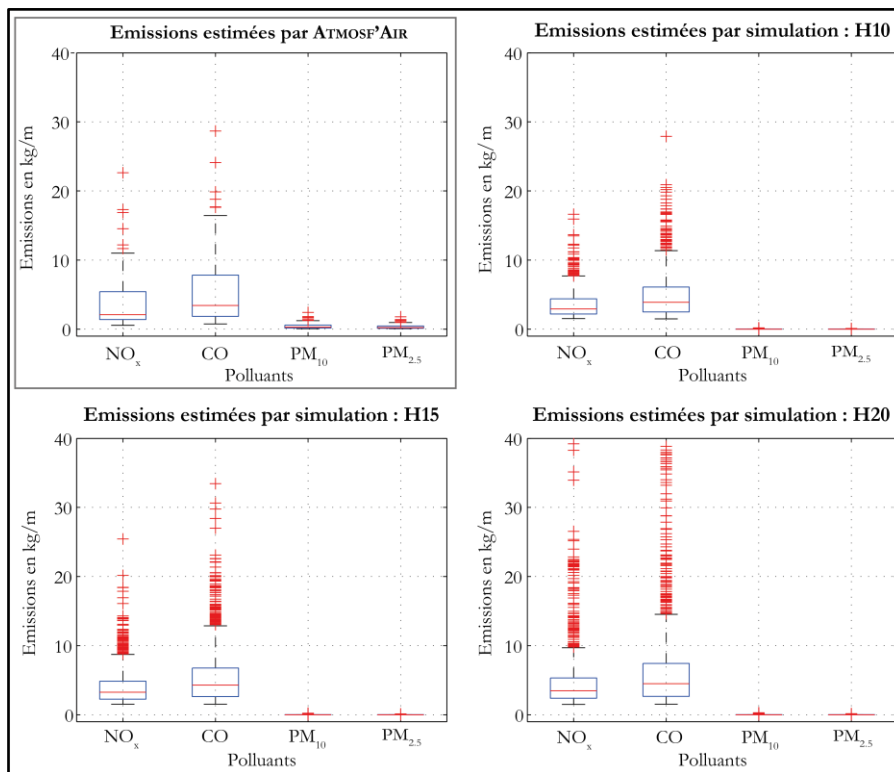 Emissions estimées par ATMOSF'AIR
Emissions en kg/m
40
30
20
10
0
NOx CO PM10 PM2.5
Polluants
Emissions estimées par simulation : H10
Emissions en kg/m
40
30
20
10
0
NOx CO PM10 PM2.5
Polluants
Emissions estimées par simulation : H15
Emissions en kg/m
40
30
20
10
0
NOx CO PM10 PM2.5
Polluants
Emissions estimées par simulation : H20
Emissions en kg/m
40
30
20
10
0
NOx CO PM10 PM2.5
Polluants